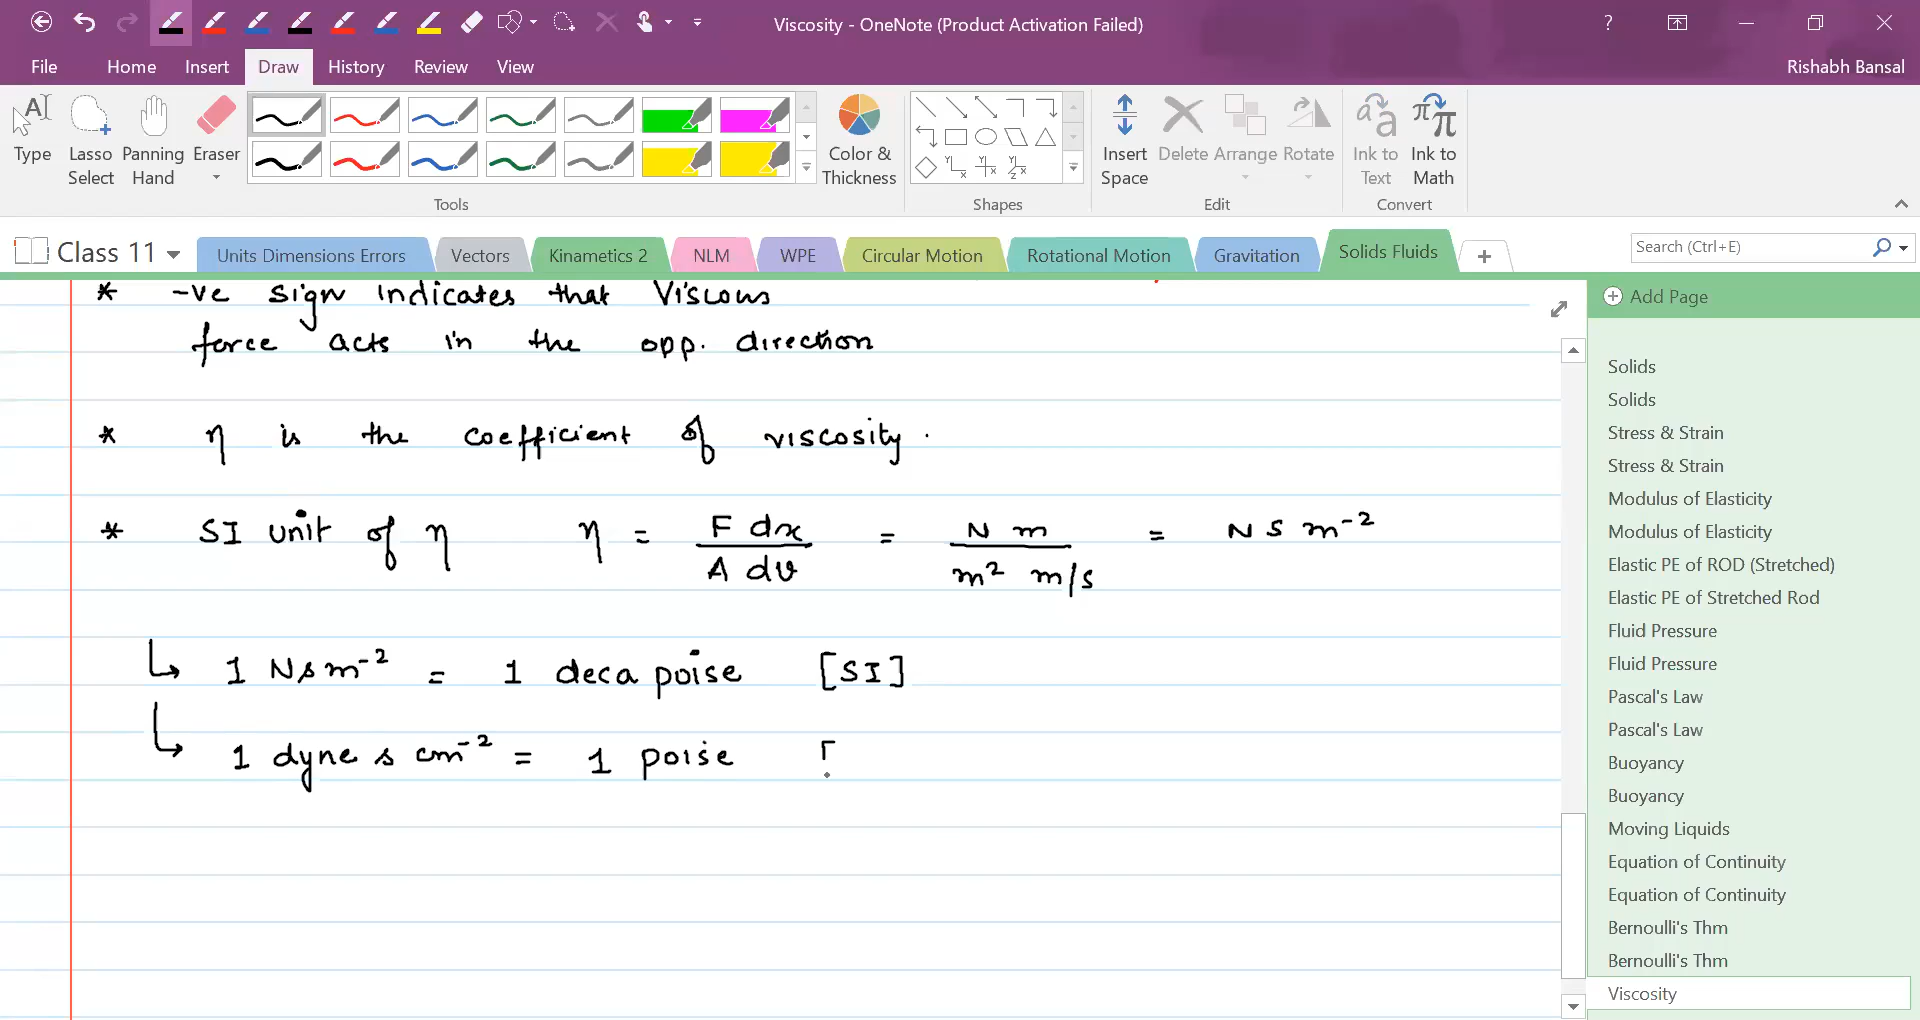 Viscosity - OneNote (Product Activation Failed)
?
File Home Insert Draw History Review View
Rishabh Bansal
Type
Lasso Select
Panning Hand
Eraser
Color & Thickness
Insert Space
Delete
Arrange
Rotate
Ink to Text
Ink to Math
Tools
Shapes
Edit
Convert
Class 11
Units Dimensions Errors
Vectors
Kinametics 2
NLM
WPE
Circular Motion
Rotational Motion
Gravitation
Solids Fluids
+
Search (Ctrl+E)
* -ve sign indicates that Viscous
force acts in the opp. direction
* η is the coefficient of viscosity.
* SI unit of η η = F dx / A dv = N m / m² m/s = N S m⁻²
↳ 1 N s m⁻² = 1 deca poise [SI]
↳ 1 dyne s cm⁻² = 1 poise [
Add Page
Solids
Solids
Stress & Strain
Stress & Strain
Modulus of Elasticity
Modulus of Elasticity
Elastic PE of ROD (Stretched)
Elastic PE of Stretched Rod
Fluid Pressure
Fluid Pressure
Pascal's Law
Pascal's Law
Buoyancy
Buoyancy
Moving Liquids
Equation of Continuity
Equation of Continuity
Bernoulli's Thm
Bernoulli's Thm
Viscosity